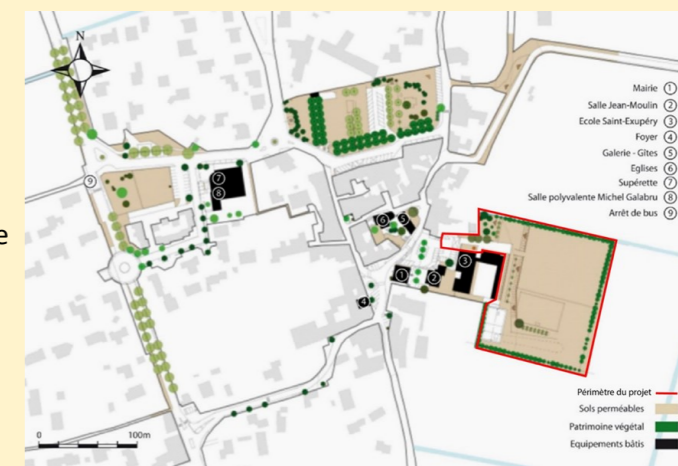 N
Mairie ①
Salle Jean-Moulin ②
Ecole Saint-Exupéry ③
Foyer ④
Galerie - Gîtes ⑤
Eglises ⑥
Supérette ⑦
Salle polyvalente Michel Galabru ⑧
Arrêt de bus ⑨
⑦
⑧
⑨
⑥
⑤
③
①
②
④
e
Périmètre du projet
Sols perméables
Patrimoine végétal
Equipements bâtis
0 100m